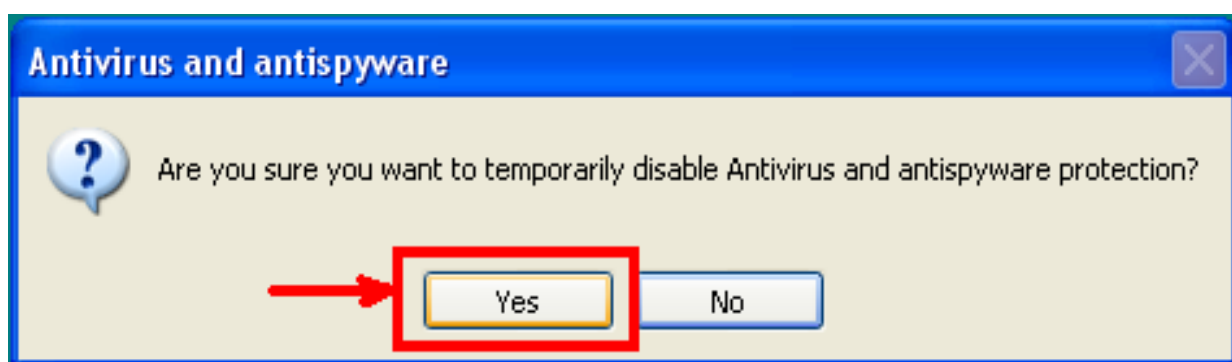 Antivirus and antispyware
Are you sure you want to temporarily disable Antivirus and antispyware protection?
Yes No